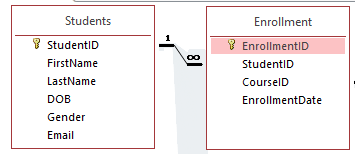 Students
StudentID
FirstName
LastName
DOB
Gender
Email
1
∞
Enrollment
EnrollmentID
StudentID
CourseID
EnrollmentDate